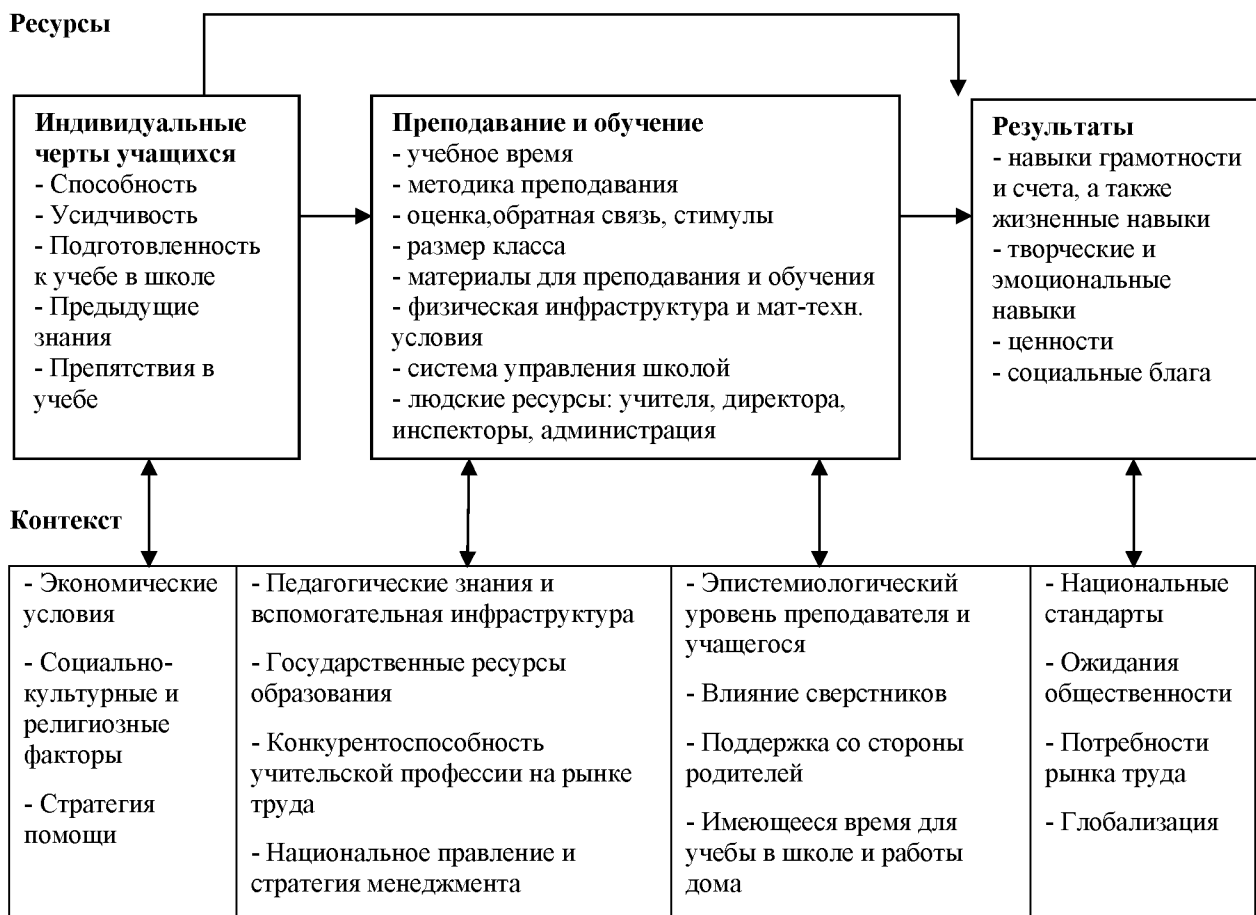 Ресурсы
Индивидуальные
черты учащихся
- Способность
- Усидчивость
- Подготовленность
к учебе в школе
- Предыдущие
знания
- Препятствия в
учебе
Преподавание и обучение
- учебное время
- методика преподавания
- оценка,обратная связь, стимулы
- размер класса
- материалы для преподавания и обучения
- физическая инфраструктура и мат-техн.
условия
- система управления школой
- людские ресурсы: учителя, директора,
инспекторы, администрация
Результаты
- навыки грамотности
и счета, а также
жизненные навыки
- творческие и
эмоциональные
навыки
- ценности
- социальные блага
Контекст
- Экономические
условия
- Социально-
культурные и
религиозные
факторы
- Стратегия
помощи
- Педагогические знания и
вспомогательная инфраструктура
- Государственные ресурсы
образования
- Конкурентоспособность
учительской профессии на рынке
труда
- Национальное правление и
стратегия менеджмента
- Эпистемиологический
уровень преподавателя и
учащегося
- Влияние сверстников
- Поддержка со стороны
родителей
- Имеющееся время для
учебы в школе и работы
дома
- Национальные
стандарты
- Ожидания
общественности
- Потребности
рынка труда
- Глобализация